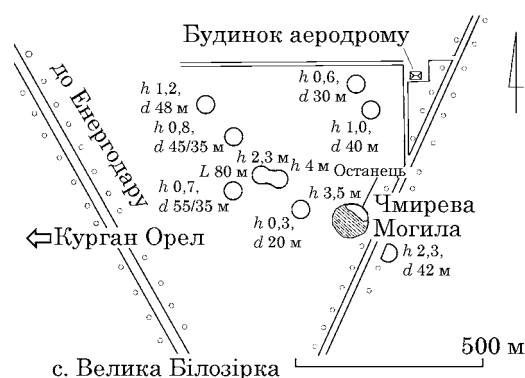 Будинок аеродрому
до Енергодару
h 1,2,
d 48 м
h 0,6,
d 30 м
h 0,8,
d 45/35 м
h 1,0,
d 40 м
h 2,3 м
L 80 м
h 4 м
Останець
h 3,5 м
h 0,7,
d 55/35 м
h 0,3,
d 20 м
Чмирева
Могила
Курган Орел
h 2,3,
d 42 м
500 м
с. Велика Білозірка